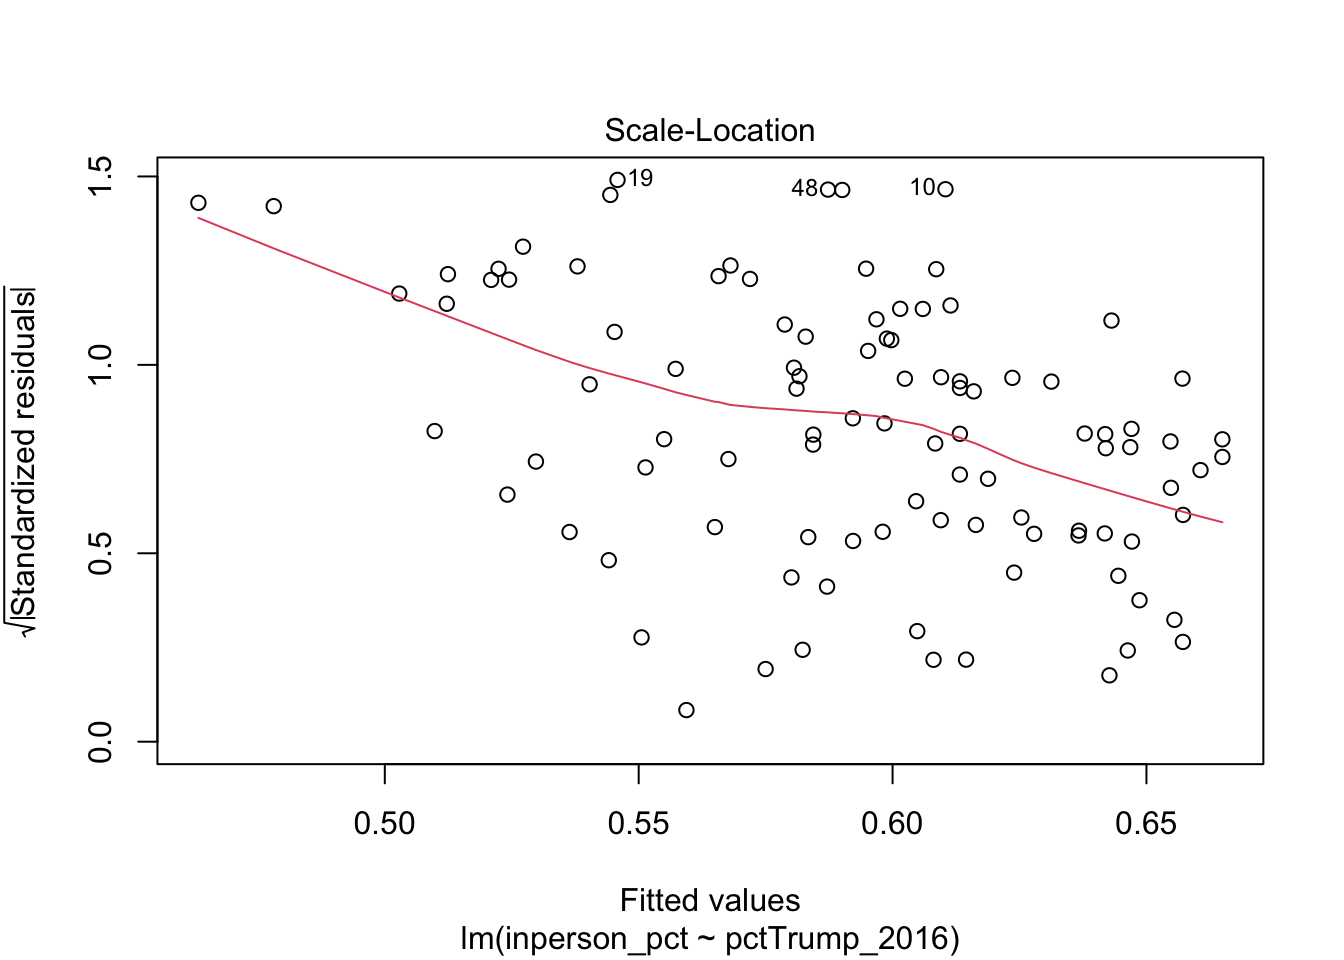 Scale-Location
√|Standardized residuals|
1.5
1.0
0.5
0.0
19
48
10
0.50 0.55 0.60 0.65
Fitted values
lm(inperson_pct ~ pctTrump_2016)